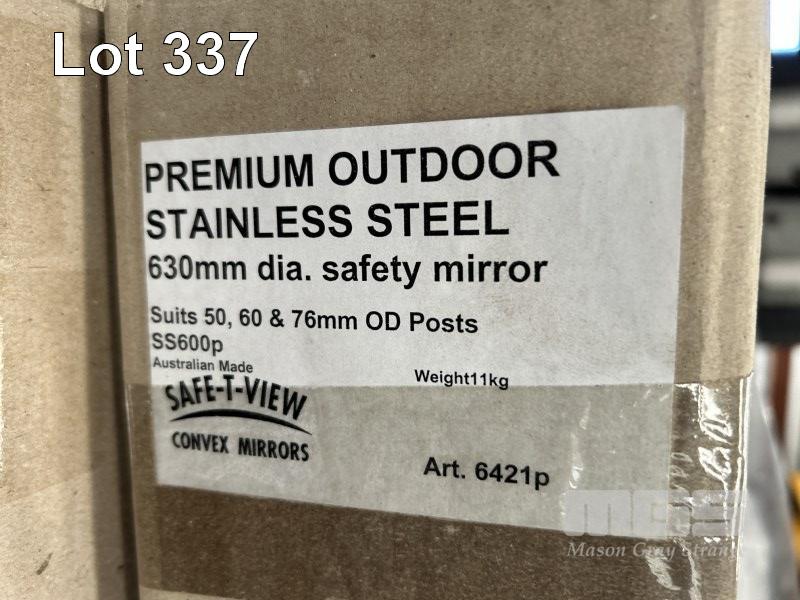 Lot 337
PREMIUM OUTDOOR
STAINLESS STEEL
630mm dia. safety mirror
Suits 50, 60 & 76mm OD Posts
SS600p
Australian Made
Weight11kg
SAFE-T-VIEW
CONVEX MIRRORS
Art. 6421p
MGS
Mason Gray Strange